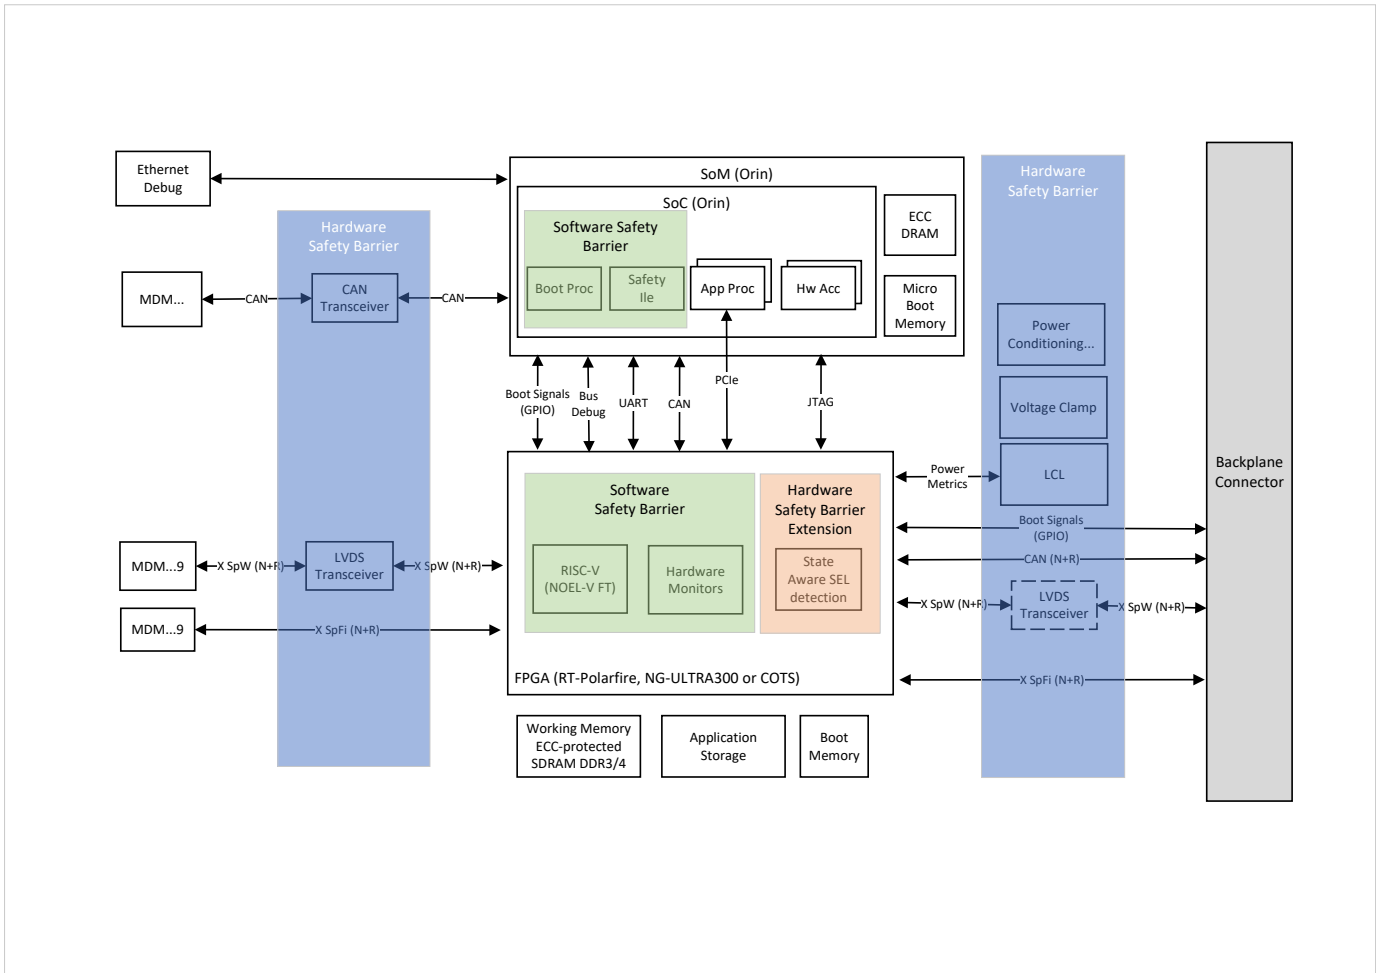 Ethernet
Debug
SoM (Orin)
SoC (Orin)
Software Safety
Barrier
Boot Proc
Safety
Ile
App Proc
Hw Acc
ECC
DRAM
Micro
Boot
Memory
Hardware
Safety Barrier
MDM...
CAN
CAN
Transceiver
CAN
Boot Signals
(GPIO)
Bus
Debug
UART
CAN
PCIe
JTAG
Hardware
Safety Barrier
Power
Conditioning...
Voltage Clamp
LCL
Power
Metrics
Backplane
Connector
Software
Safety Barrier
RISC-V
(NOEL-V FT)
Hardware
Monitors
Hardware
Safety Barrier
Extension
State
Aware SEL
detection
FPGA (RT-Polarfire, NG-ULTRA300 or COTS)
MDM...9
X SpW (N+R)
LVDS
Transceiver
X SpW (N+R)
MDM...9
X SpFi (N+R)
Boot Signals
(GPIO)
CAN (N+R)
X SpW (N+R)
LVDS
Transceiver
X SpW (N+R)
X SpFi (N+R)
Working Memory
ECC-protected
SDRAM DDR3/4
Application
Storage
Boot
Memory